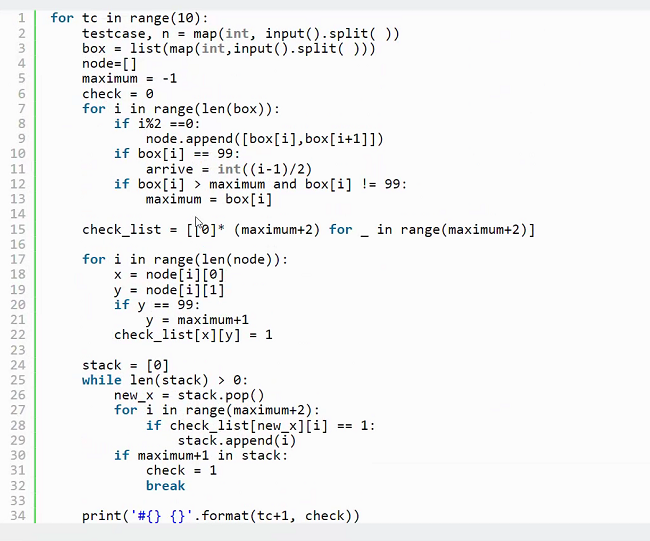 1 for tc in range(10):
2     testcase, n = map(int, input().split( ))
3     box = list(map(int,input().split( )))
4     node=[]
5     maximum = -1
6     check = 0
7     for i in range(len(box)):
8         if i%2 ==0:
9             node.append([box[i],box[i+1]])
10         if box[i] == 99:
11             arrive = int((i-1)/2)
12         if box[i] > maximum and box[i] != 99:
13             maximum = box[i]
14
15     check_list = [[0]* (maximum+2) for _ in range(maximum+2)]
16
17     for i in range(len(node)):
18         x = node[i][0]
19         y = node[i][1]
20         if y == 99:
21             y = maximum+1
22         check_list[x][y] = 1
23
24     stack = [0]
25     while len(stack) > 0:
26         new_x = stack.pop()
27         for i in range(maximum+2):
28             if check_list[new_x][i] == 1:
29                 stack.append(i)
30         if maximum+1 in stack:
31             check = 1
32             break
33
34     print('#{} {}'.format(tc+1, check))